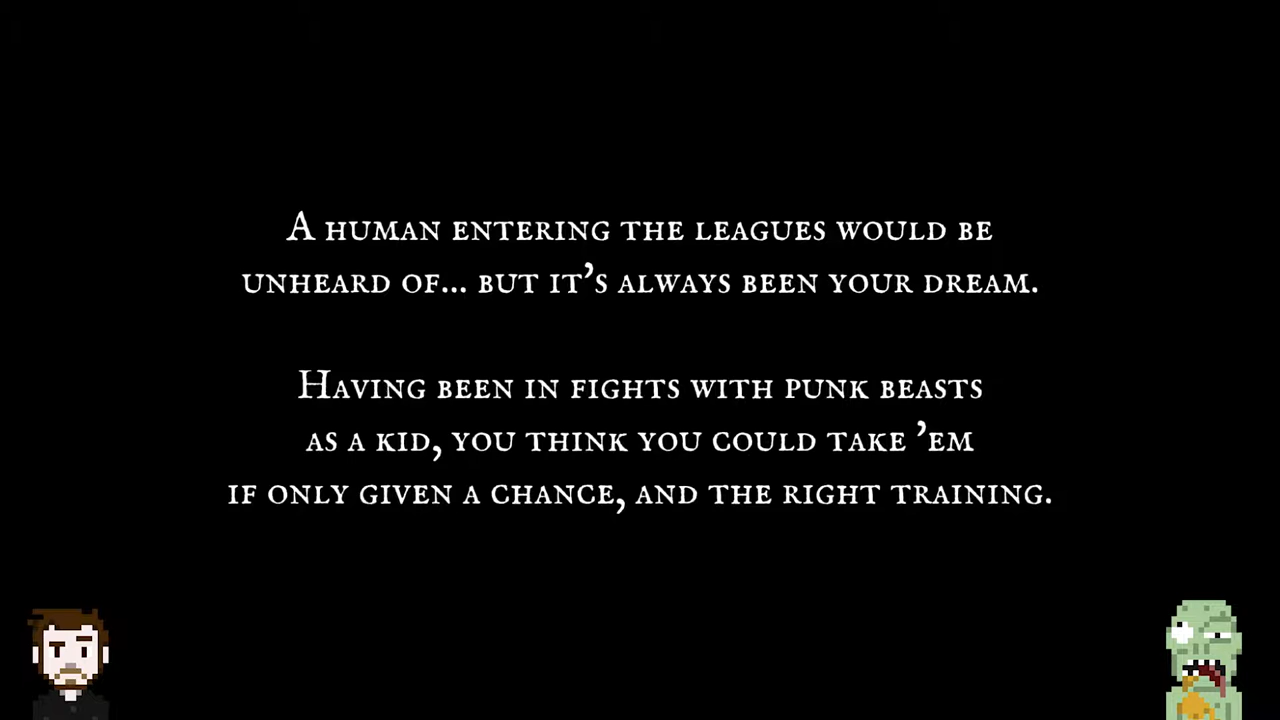 A human entering the leagues would be
unheard of... but it's always been your dream.
Having been in fights with punk beasts
as a kid, you think you could take 'em
if only given a chance, and the right training.